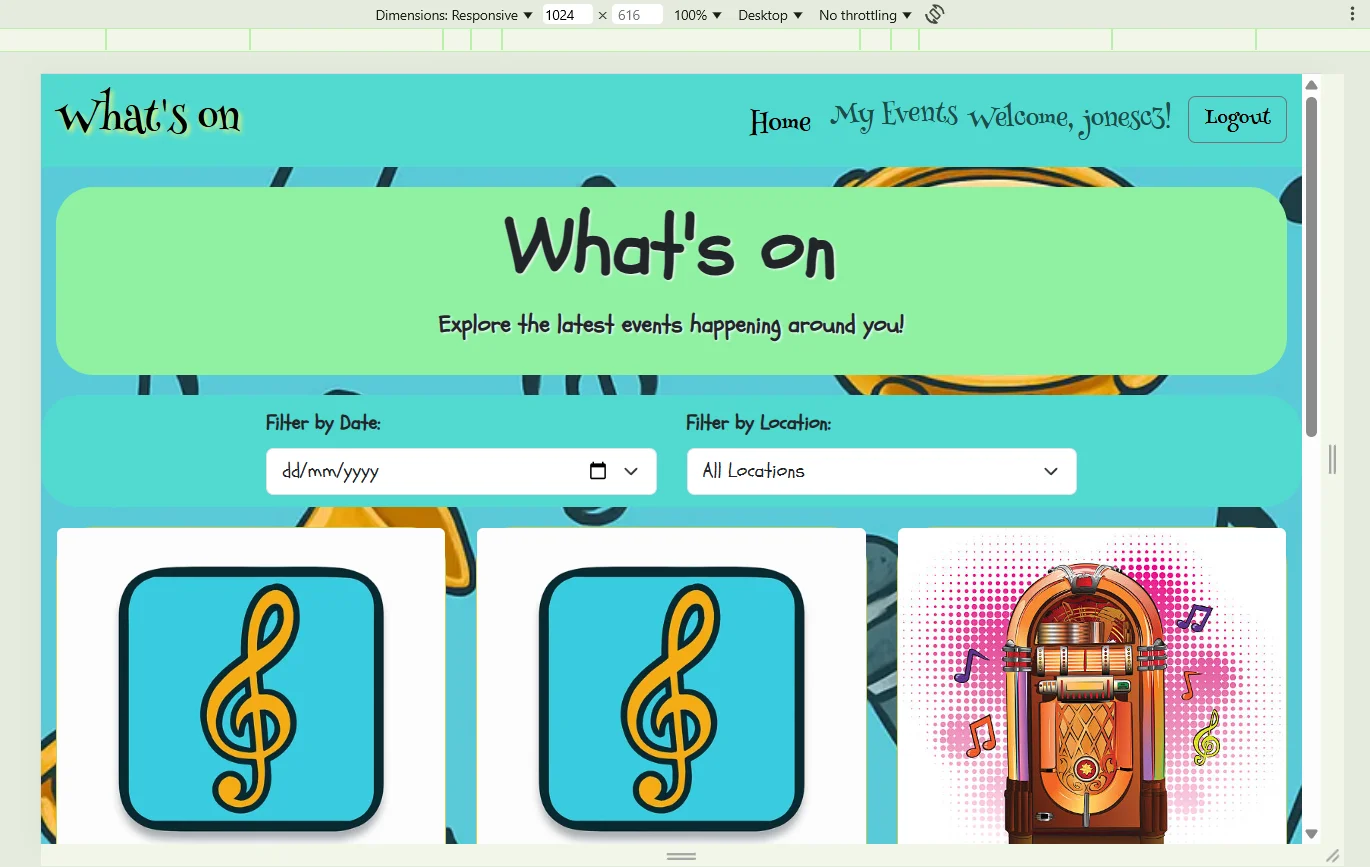 Dimensions: Responsive 1024 × 616 100% Desktop No throttling
What's on Home My Events Welcome, jonesc3! Logout
What's on
Explore the latest events happening around you!
Filter by Date: Filter by Location:
dd/mm/yyyy All Locations